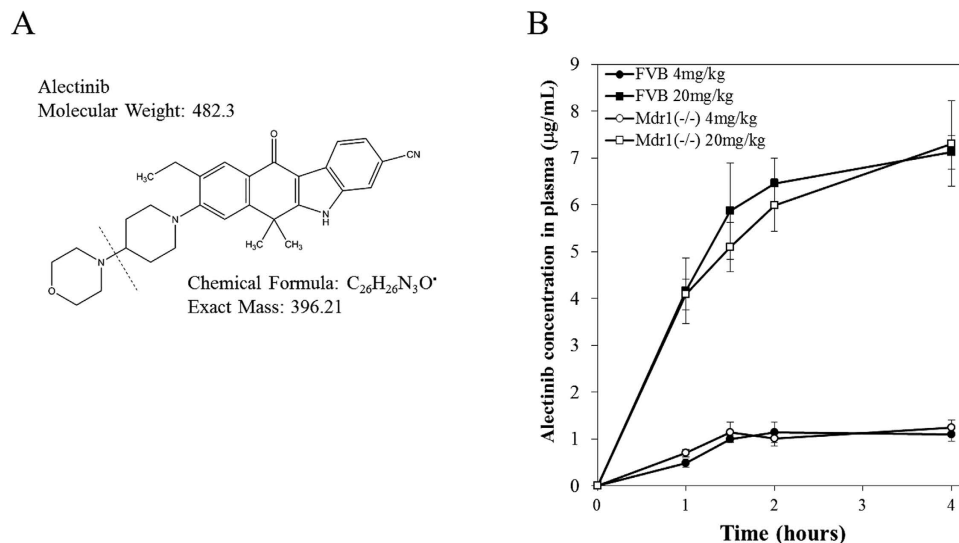 A
Alectinib
Molecular Weight: 482.3
O
H₃C
CN
N
NH
N
CH₃
CH₃
O
Chemical Formula: C₂₆H₂₆N₃O•
Exact Mass: 396.21
B
Alectinib concentration in plasma (µg/mL)
9
8
7
6
5
4
3
2
1
0
FVB 4mg/kg
FVB 20mg/kg
Mdr1(-/-) 4mg/kg
Mdr1(-/-) 20mg/kg
0
1
2
3
4
Time (hours)